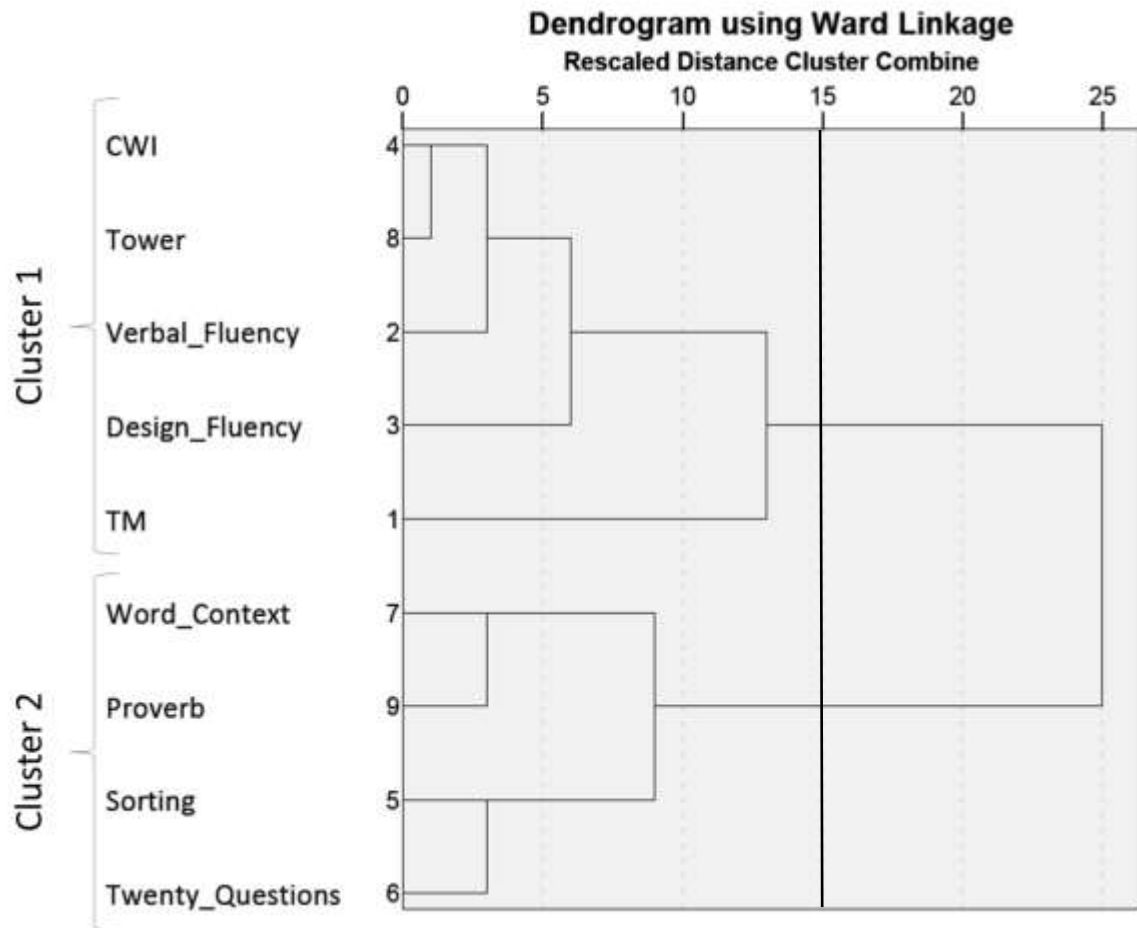 Dendrogram using Ward Linkage
Rescaled Distance Cluster Combine
0 5 10 15 20 25
Cluster 1
CWI 4
Tower 8
Verbal_Fluency 2
Design_Fluency 3
TM 1
Cluster 2
Word_Context 7
Proverb 9
Sorting 5
Twenty_Questions 6